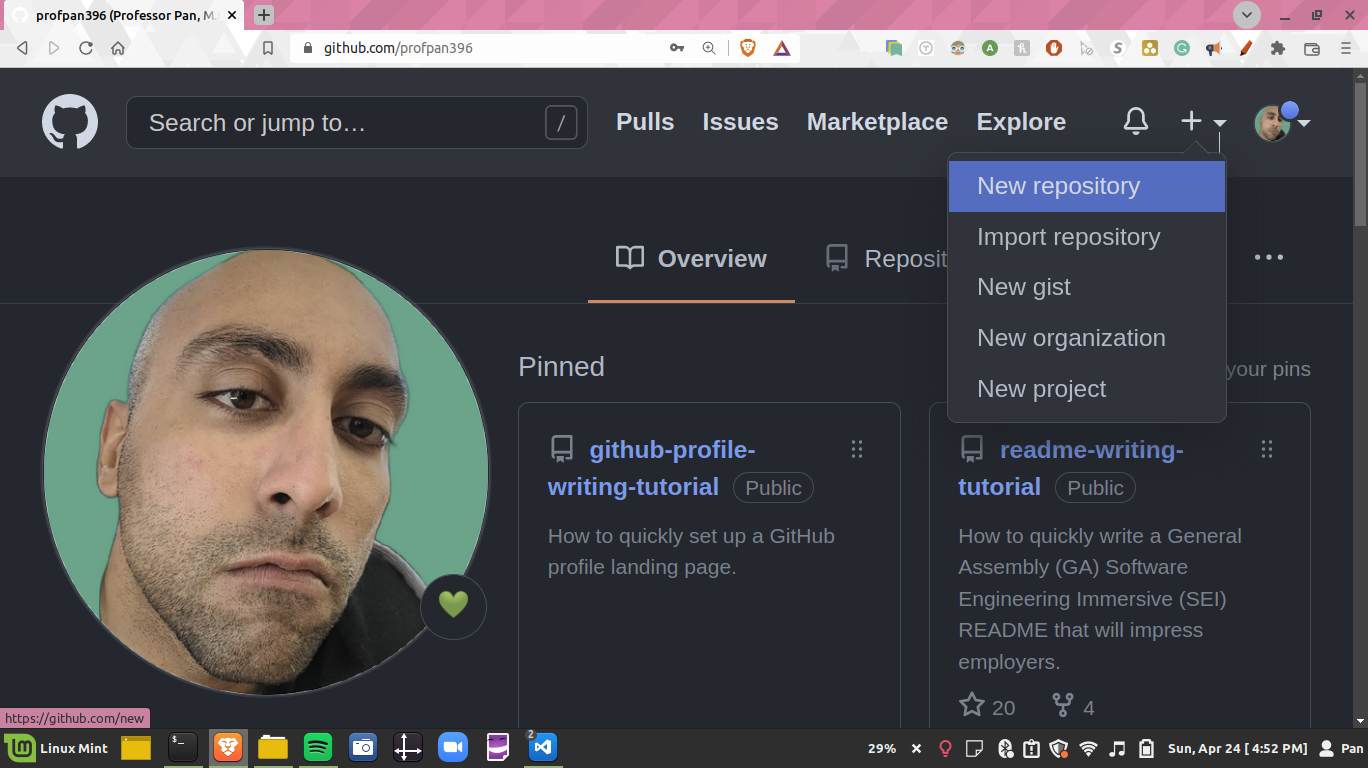 profpan396 (Professor Pan, M.
github.com/profpan396
Search or jump to…
/
Pulls
Issues
Marketplace
Explore
New repository
Import repository
New gist
New organization
New project
Overview
Reposit
Pinned
your pins
github-profile-
writing-tutorial
Public
How to quickly set up a GitHub
profile landing page.
readme-writing-
tutorial
Public
How to quickly write a General
Assembly (GA) Software
Engineering Immersive (SEI)
README that will impress
employers.
20
4
https://github.com/new
Linux Mint
2
29%
Sun, Apr 24 [ 4:52 PM]
Pan